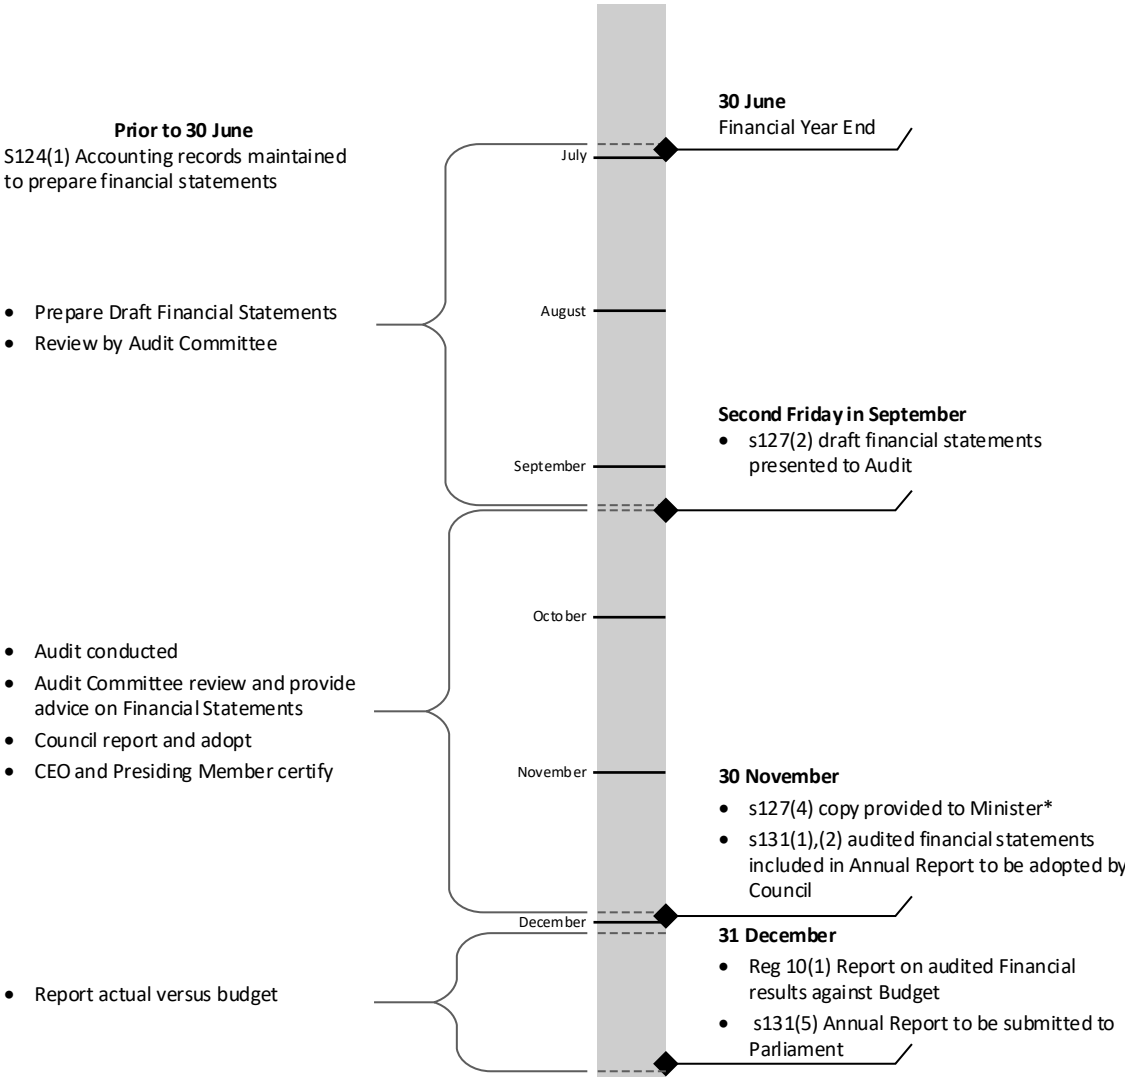 Prior to 30 June
S124(1) Accounting records maintained
to prepare financial statements
30 June
Financial Year End
July
• Prepare Draft Financial Statements
• Review by Audit Committee
August
Second Friday in September
• s127(2) draft financial statements
presented to Audit
September
October
• Audit conducted
• Audit Committee review and provide
advice on Financial Statements
• Council report and adopt
• CEO and Presiding Member certify
November
30 November
• s127(4) copy provided to Minister*
• s131(1),(2) audited financial statements
included in Annual Report to be adopted by
Council
December
31 December
• Reg 10(1) Report on audited Financial
results against Budget
• s131(5) Annual Report to be submitted to
Parliament
• Report actual versus budget